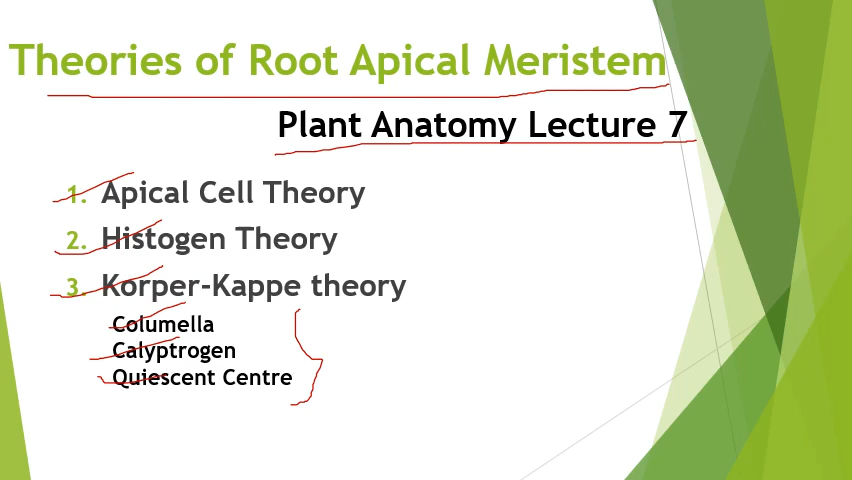 Theories of Root Apical Meristem
Plant Anatomy Lecture 7
1. Apical Cell Theory
2. Histogen Theory
3. Korper-Kappe theory
Columella
Calyptrogen
Quiescent Centre